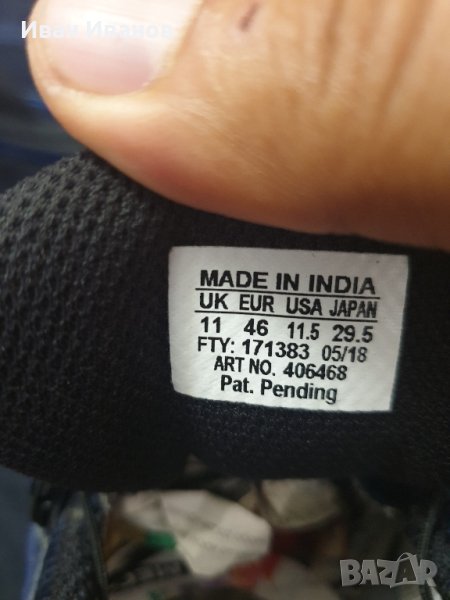 Иван Иванов
MADE IN INDIA
UK EUR USA JAPAN
11 46 11.5 29.5
FTY: 171383 05/18
ART NO. 406468
Pat. Pending
BAZAR